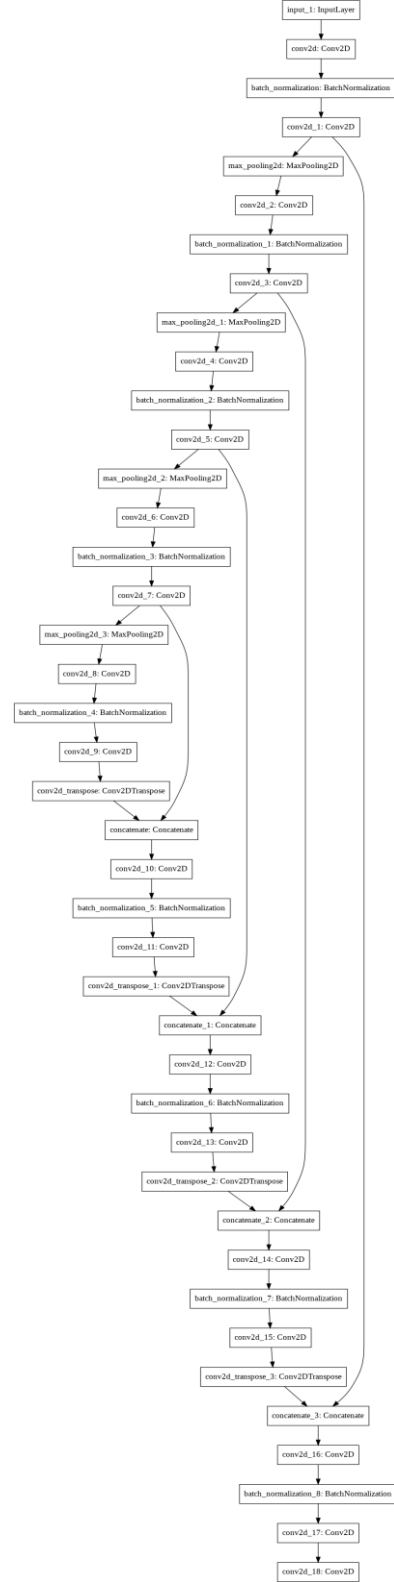 input_1: InputLayer
conv2d: Conv2D
batch_normalization: BatchNormalization
conv2d_1: Conv2D
max_pooling2d: MaxPooling2D
conv2d_2: Conv2D
batch_normalization_1: BatchNormalization
conv2d_3: Conv2D
max_pooling2d_1: MaxPooling2D
conv2d_4: Conv2D
batch_normalization_2: BatchNormalization
conv2d_5: Conv2D
max_pooling2d_2: MaxPooling2D
conv2d_6: Conv2D
batch_normalization_3: BatchNormalization
conv2d_7: Conv2D
max_pooling2d_3: MaxPooling2D
conv2d_8: Conv2D
batch_normalization_4: BatchNormalization
conv2d_9: Conv2D
conv2d_transpose: Conv2DTranspose
concatenate: Concatenate
conv2d_10: Conv2D
batch_normalization_5: BatchNormalization
conv2d_11: Conv2D
conv2d_transpose_1: Conv2DTranspose
concatenate_1: Concatenate
conv2d_12: Conv2D
batch_normalization_6: BatchNormalization
conv2d_13: Conv2D
conv2d_transpose_2: Conv2DTranspose
concatenate_2: Concatenate
conv2d_14: Conv2D
batch_normalization_7: BatchNormalization
conv2d_15: Conv2D
conv2d_transpose_3: Conv2DTranspose
concatenate_3: Concatenate
conv2d_16: Conv2D
batch_normalization_8: BatchNormalization
conv2d_17: Conv2D
conv2d_18: Conv2D